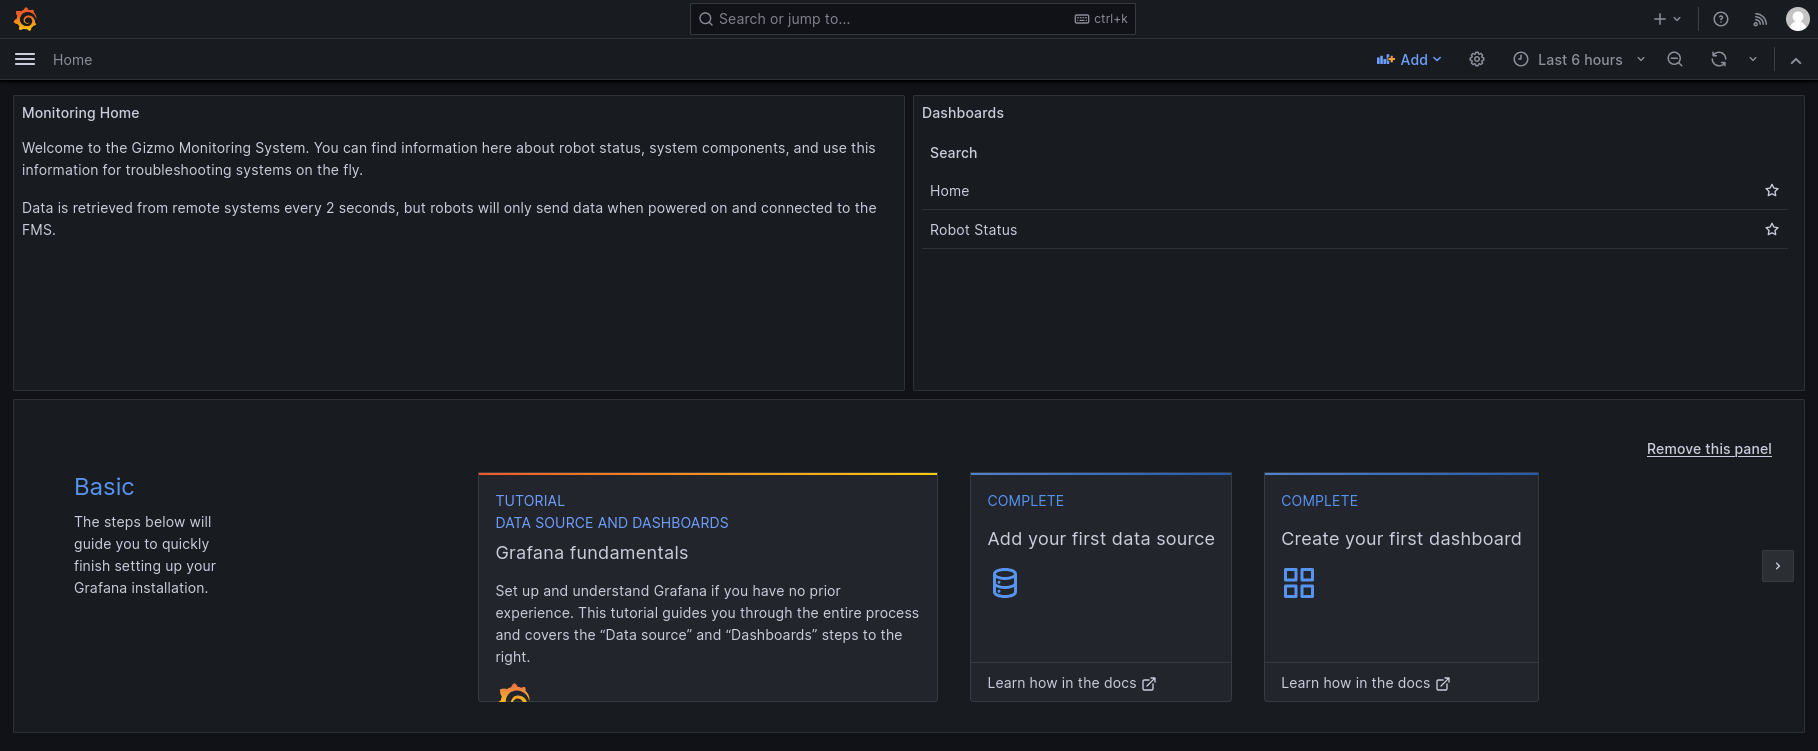 Search or jump to...
ctrl+k
Home
Add
Last 6 hours
Monitoring Home
Welcome to the Gizmo Monitoring System. You can find information here about robot status, system components, and use this
information for troubleshooting systems on the fly.
Data is retrieved from remote systems every 2 seconds, but robots will only send data when powered on and connected to the
FMS.
Dashboards
Search
Home
Robot Status
Remove this panel
Basic
The steps below will
guide you to quickly
finish setting up your
Grafana installation.
TUTORIAL
DATA SOURCE AND DASHBOARDS
Grafana fundamentals
Set up and understand Grafana if you have no prior
experience. This tutorial guides you through the entire process
and covers the “Data source” and “Dashboards” steps to the
right.
COMPLETE
Add your first data source
Learn how in the docs
COMPLETE
Create your first dashboard
Learn how in the docs